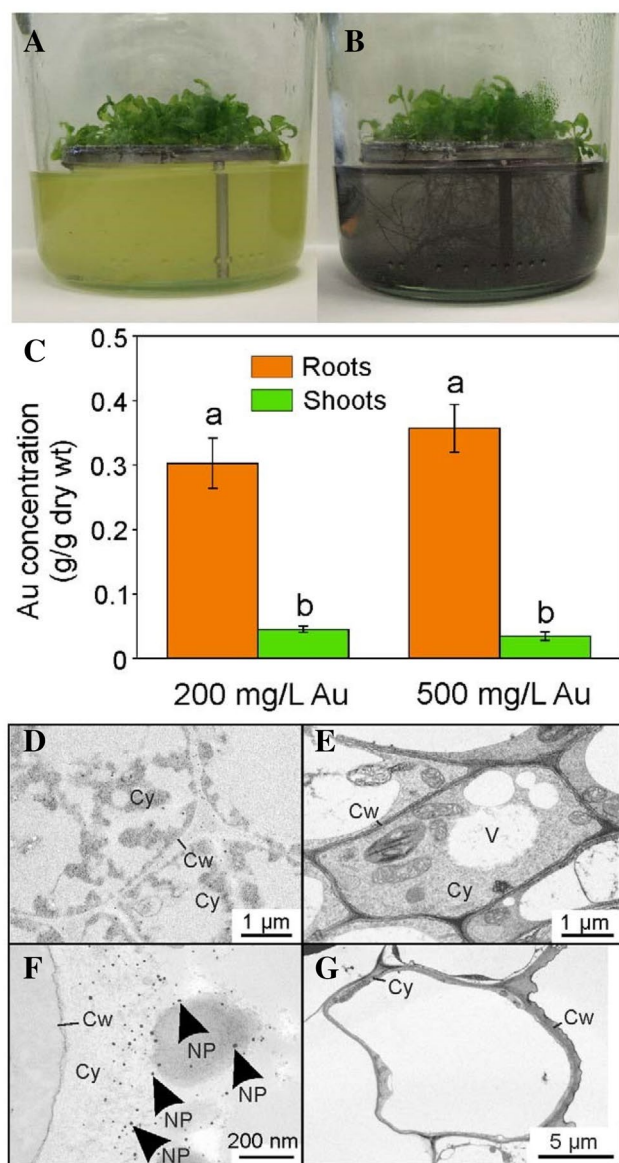 A
B
C
0.5
0.4
0.3
0.2
0.1
0
Au concentration
(g/g dry wt)
Roots
Shoots
a
b
a
b
200 mg/L Au
500 mg/L Au
D
Cy
Cw
Cy
1 µm
E
Cw
V
Cy
1 µm
F
Cw
Cy
NP
NP
NP
NP
200 nm
G
Cy
Cw
5 µm